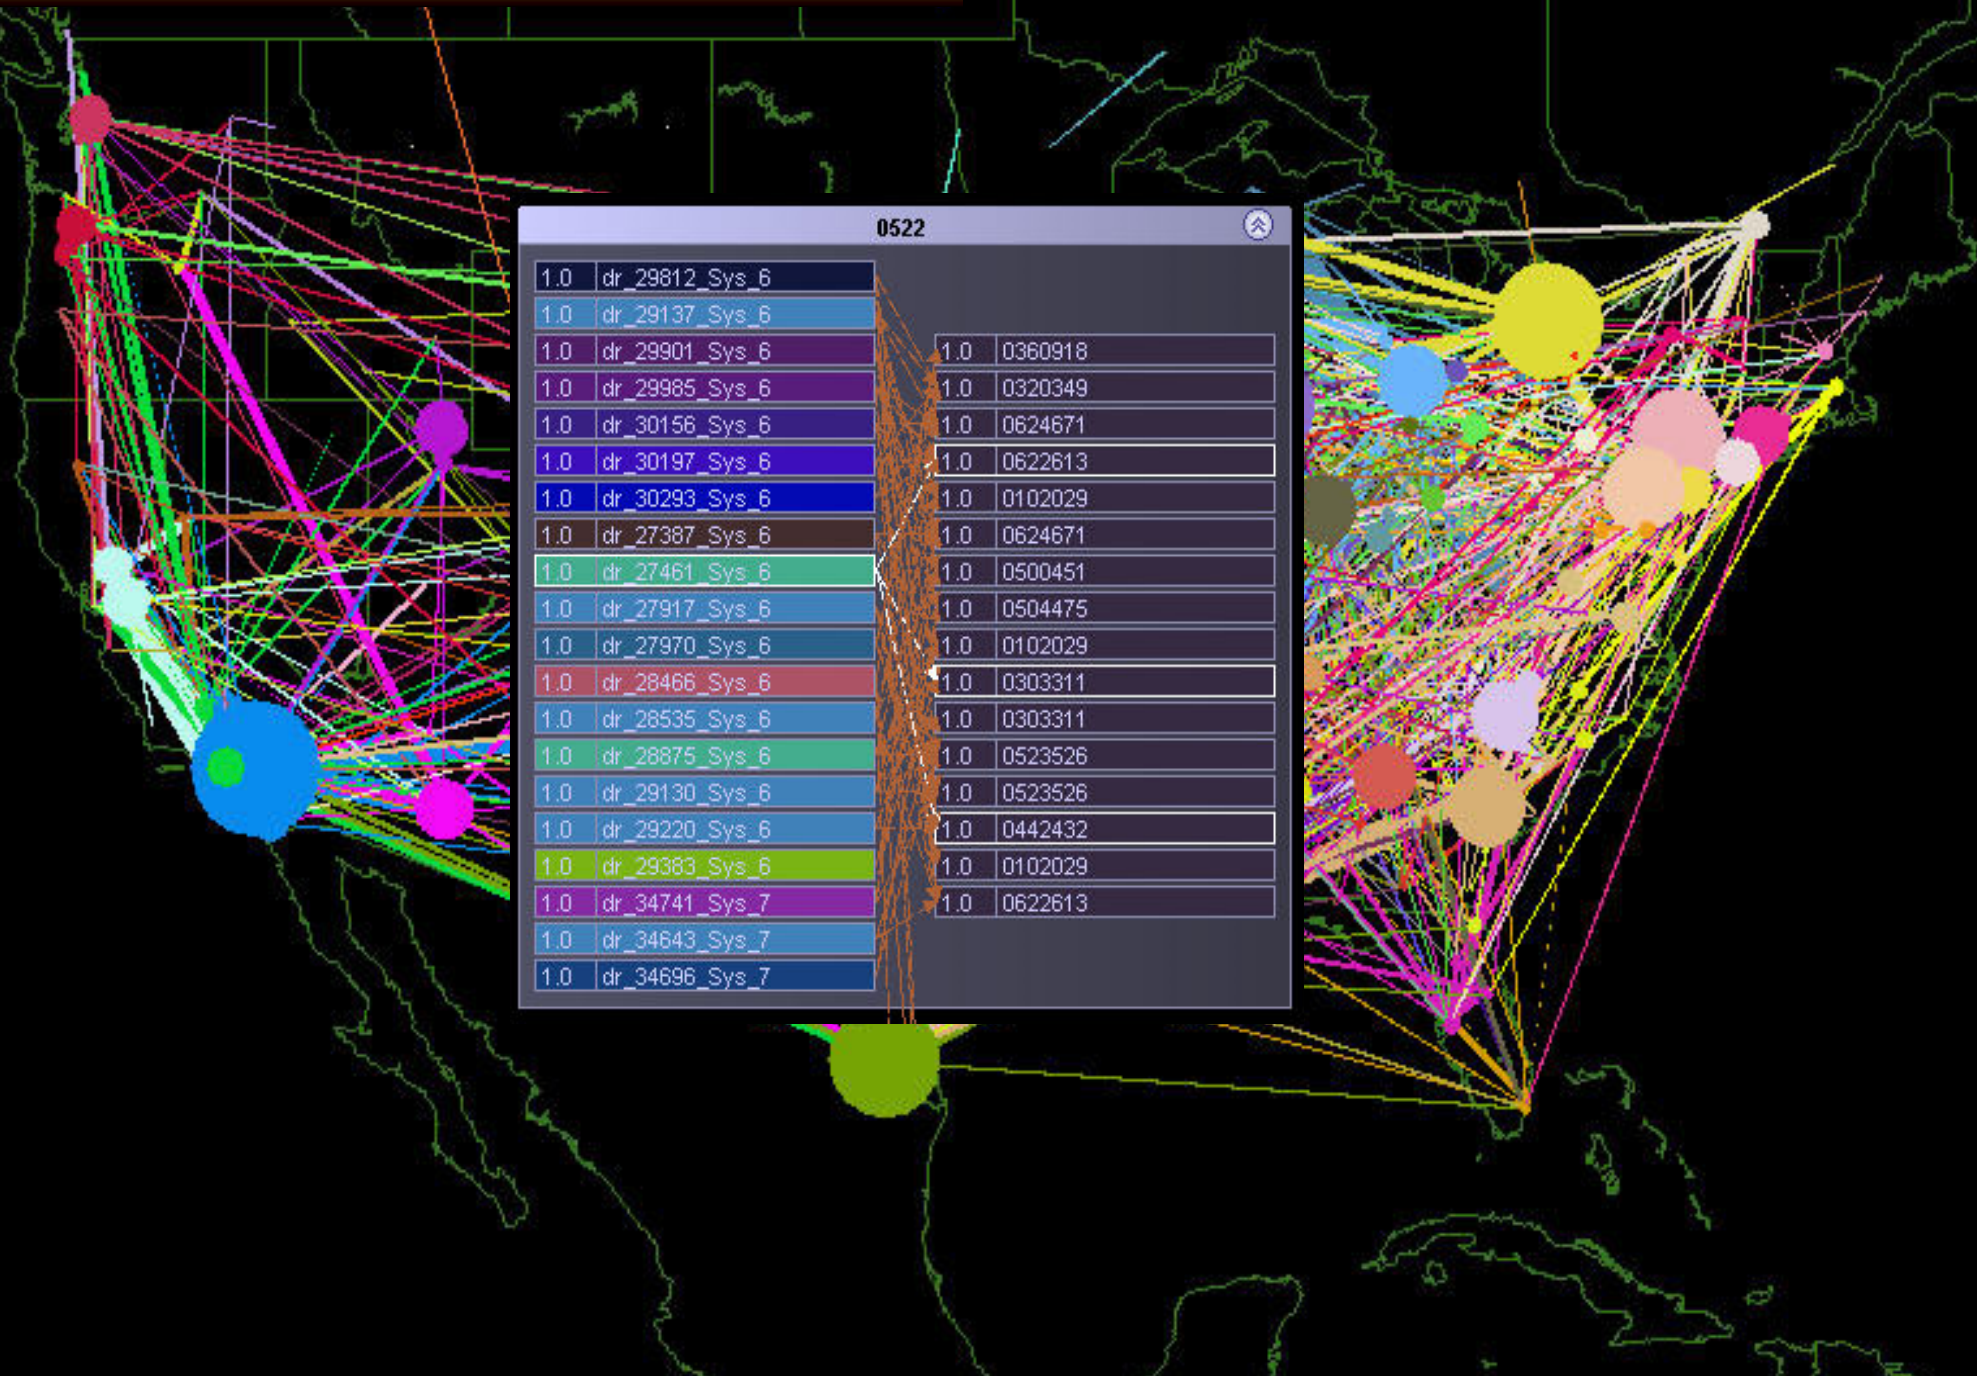 0522
1.0 dr_29812_Sys_6
1.0 dr_29137_Sys_6
1.0 dr_29901_Sys_6
1.0 dr_29985_Sys_6
1.0 dr_30156_Sys_6
1.0 dr_30197_Sys_6
1.0 dr_30293_Sys_6
1.0 dr_27387_Sys_6
1.0 dr_27461_Sys_6
1.0 dr_27917_Sys_6
1.0 dr_27970_Sys_6
1.0 dr_28466_Sys_6
1.0 dr_28535_Sys_6
1.0 dr_28875_Sys_6
1.0 dr_29130_Sys_6
1.0 dr_29220_Sys_6
1.0 dr_29383_Sys_6
1.0 dr_34741_Sys_7
1.0 dr_34643_Sys_7
1.0 dr_34696_Sys_7
1.0 0360918
1.0 0320349
1.0 0624671
1.0 0622613
1.0 0102029
1.0 0624671
1.0 0500451
1.0 0504475
1.0 0102029
1.0 0303311
1.0 0303311
1.0 0523526
1.0 0523526
1.0 0442432
1.0 0102029
1.0 0622613